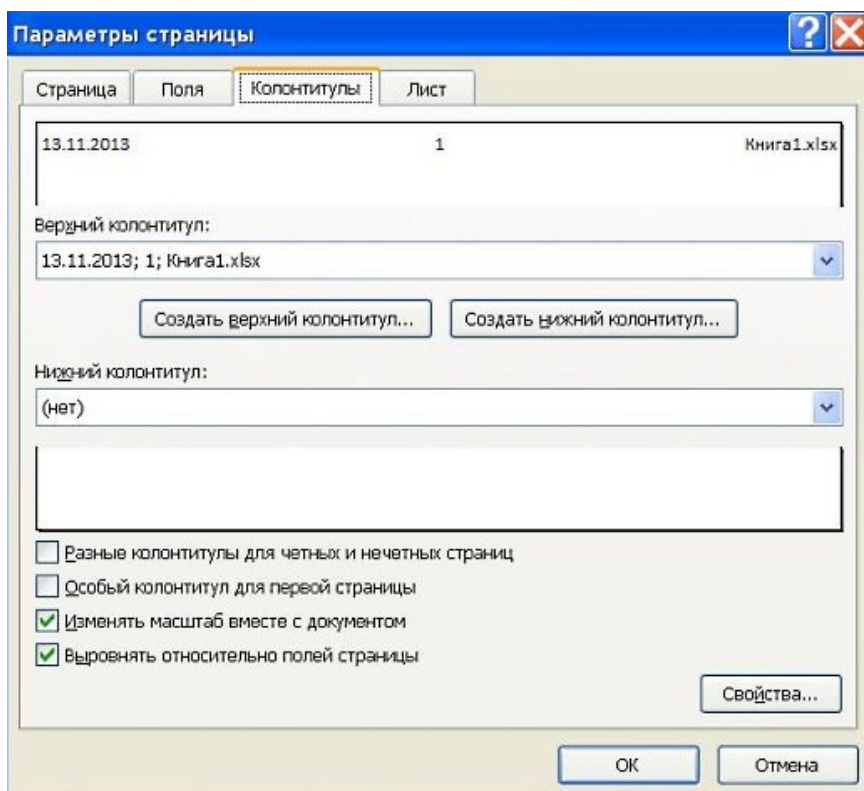 Параметры страницы
Страница Поля Колонтитулы Лист
13.11.2013 1 Книга1.xlsx
Верхний колонтитул:
13.11.2013; 1; Книга1.xlsx
Создать верхний колонтитул... Создать нижний колонтитул...
Нижний колонтитул:
(нет)
Разные колонтитулы для четных и нечетных страниц
Особый колонтитул для первой страницы
Изменять масштаб вместе с документом
Выровнять относительно полей страницы
Свойства...
ОК Отмена